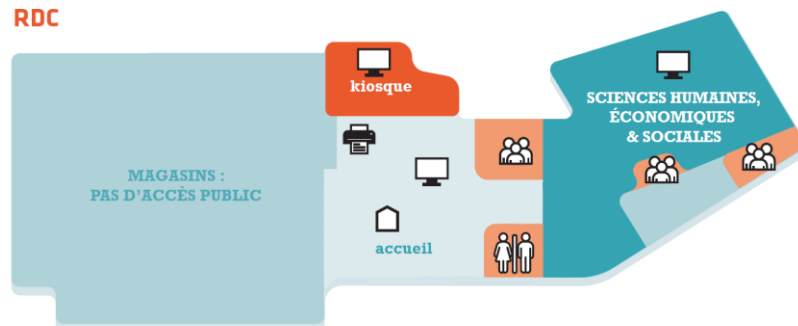 RDC
kiosque
SCIENCES HUMAINES,
ÉCONOMIQUES
& SOCIALES
MAGASINS :
PAS D'ACCÈS PUBLIC
accueil